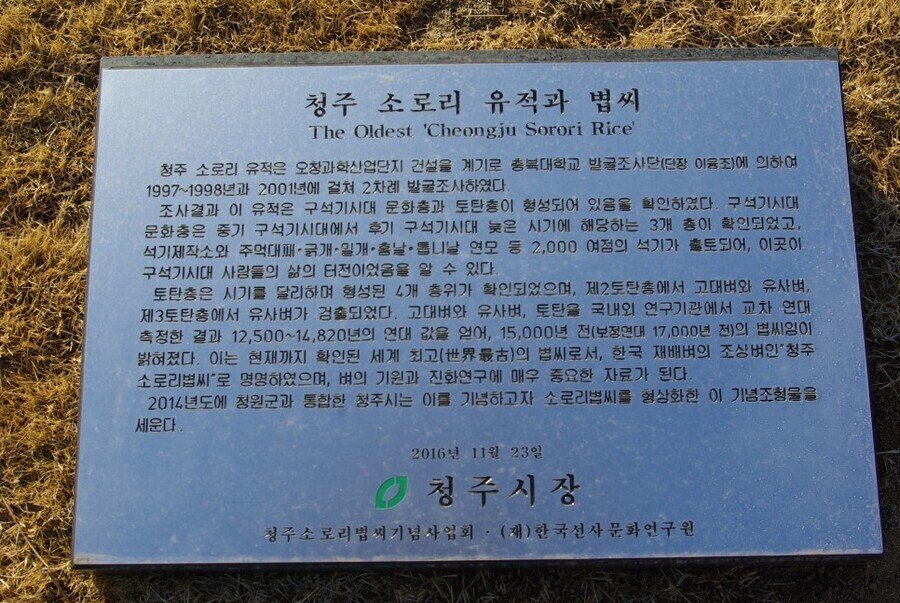 청주 소로리 유적과 볍씨
The Oldest 'Cheongju Sorori Rice'
청주 소로리 유적은 오창과학산업단지 건설을 계기로 충북대학교 발굴조사단(단장 이융조)에 의하여
1997~1998년과 2001년에 걸쳐 2차례 발굴조사하였다.
조사결과 이 유적은 구석기시대 문화층과 토탄층이 형성되어 있음을 확인하였다. 구석기시대
문화층은 중기 구석기시대에서 후기 구석기시대 늦은 시기에 해당하는 3개 층이 확인되었고,
석기제작소와 주먹대패·긁개·밀개·홈날·톱니날 연모 등 2,000 여점의 석기가 출토되어, 이곳이
구석기시대 사람들의 삶의 터전이었음을 알 수 있다.
토탄층은 시기를 달리하며 형성된 4개 층위가 확인되었으며, 제2토탄층에서 고대벼와 유사벼,
제3토탄층에서 유사벼가 검출되었다. 고대벼와 유사벼, 토탄을 국내외 연구기관에서 교차 연대
측정한 결과 12,500~14,820년의 연대 값을 얻어, 15,000년 전(보정연대 17,000년 전)의 볍씨임이
밝혀졌다. 이는 현재까지 확인된 세계 최고(世界最古)의 볍씨로서, 한국 재배벼의 조상벼인"청주
소로리볍씨"로 명명하였으며, 벼의 기원과 진화연구에 매우 중요한 자료가 된다.
2014년도에 청원군과 통합한 청주시는 이를 기념하고자 소로리볍씨를 형상화한 이 기념조형물을
세운다.
2016년 11월 23일
청주시장
청주소로리볍씨기념사업회 · (재)한국선사문화연구원